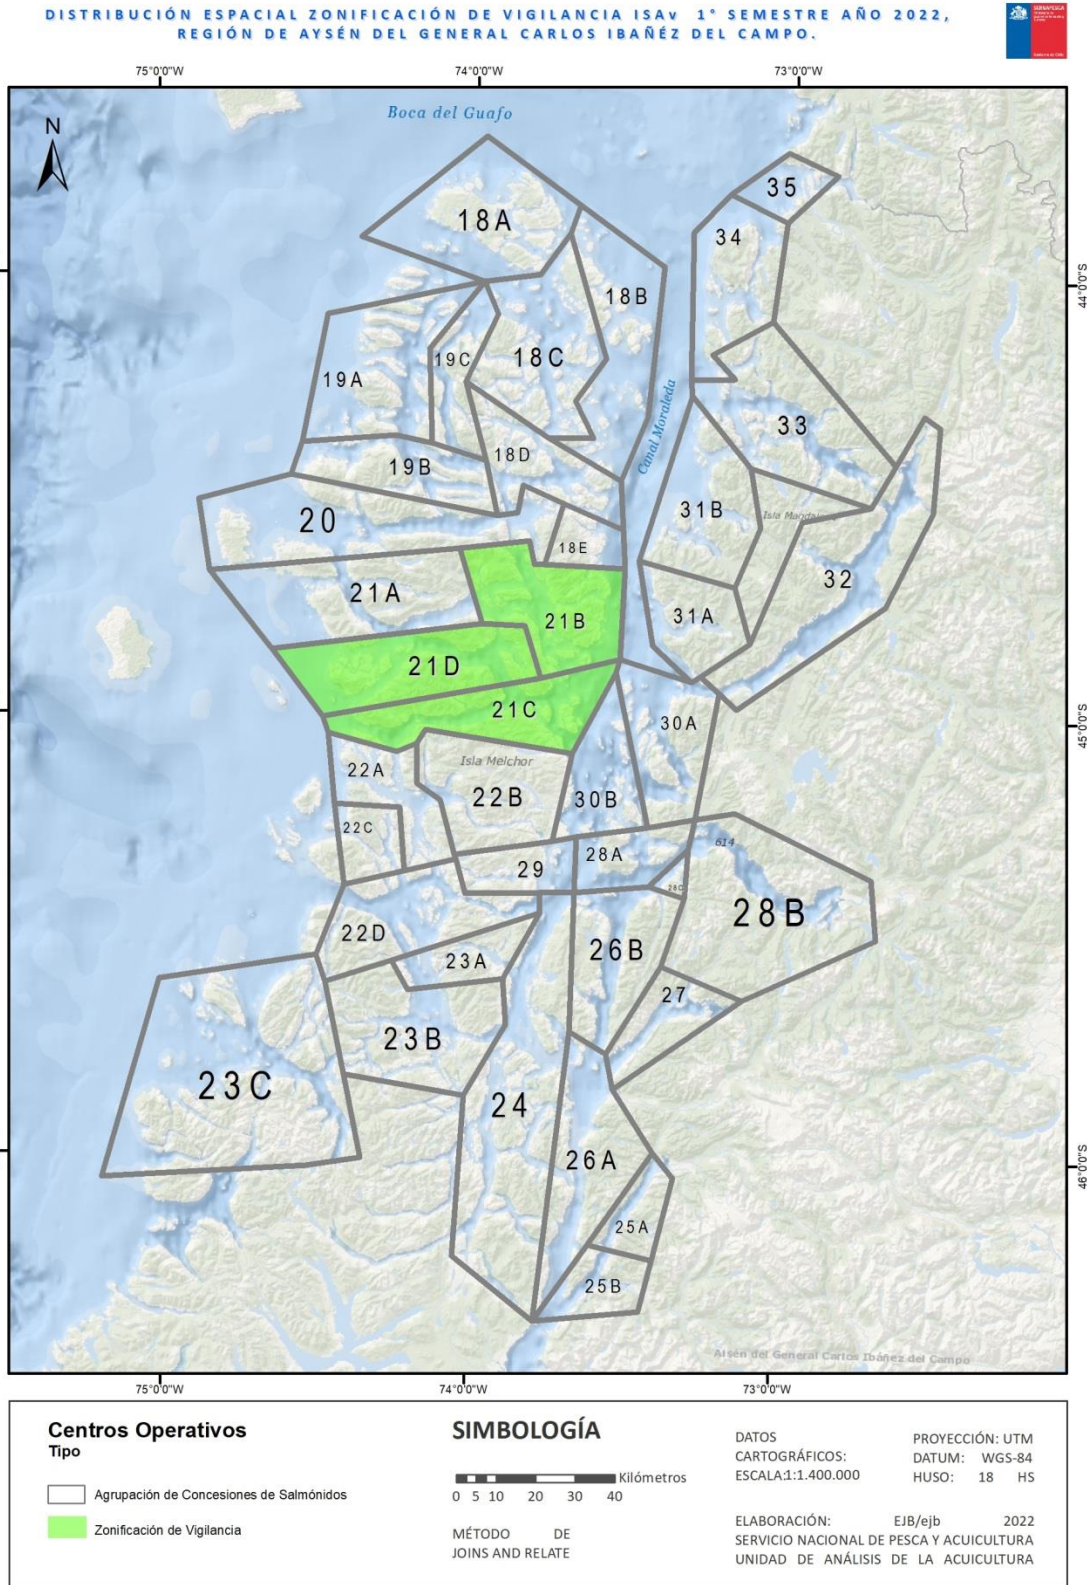 DISTRIBUCIÓN ESPACIAL ZONIFICACIÓN DE VIGILANCIA ISAv 1° SEMESTRE AÑO 2022,
REGIÓN DE AYSÉN DEL GENERAL CARLOS IBAÑÉZ DEL CAMPO.
SERNAPESCA
75°0'0"W 74°0'0"W 73°0'0"W
Boca del Guafo
N
35
18A
34
44°0'0"S
18B
19C
18C
19A
Canal Moraleda
33
18D
19B
31B
Isla
20
18E
32
21A
31A
21B
21D
21C
30A
45°0'0"S
Isla Melchor
22A
22B
30B
22C
614
28A
29
28B
22D
26B
23A
27
23B
23C
24
26A
46°0'0"S
25A
25B
Aisén del General Carlos Ibáñez del Campo
75°0'0"W 74°0'0"W 73°0'0"W
Centros Operativos
Tipo
Agrupación de Concesiones de Salmónidos
Zonificación de Vigilancia
SIMBOLOGÍA
Kilómetros
0 5 10 20 30 40
MÉTODO DE
JOINS AND RELATE
DATOS
CARTOGRÁFICOS:
ESCALA:1:1.400.000
PROYECCIÓN: UTM
DATUM: WGS-84
HUSO: 18 HS
ELABORACIÓN: EJB/ejb 2022
SERVICIO NACIONAL DE PESCA Y ACUICULTURA
UNIDAD DE ANÁLISIS DE LA ACUICULTURA